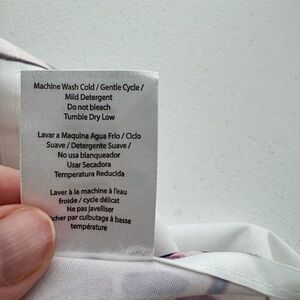 Machine Wash Cold / Gentle Cycle /
Mild Detergent
Do not bleach
Tumble Dry Low
Lavar a Maquina Agua Frío / Ciclo
Suave / Detergente Suave /
No usa blanqueador
Usar Secadora
Temperatura Reducida
Laver à la machine à l'eau
froide / cycle délicat
Ne pas javelliser
cher par culbutage à basse
température